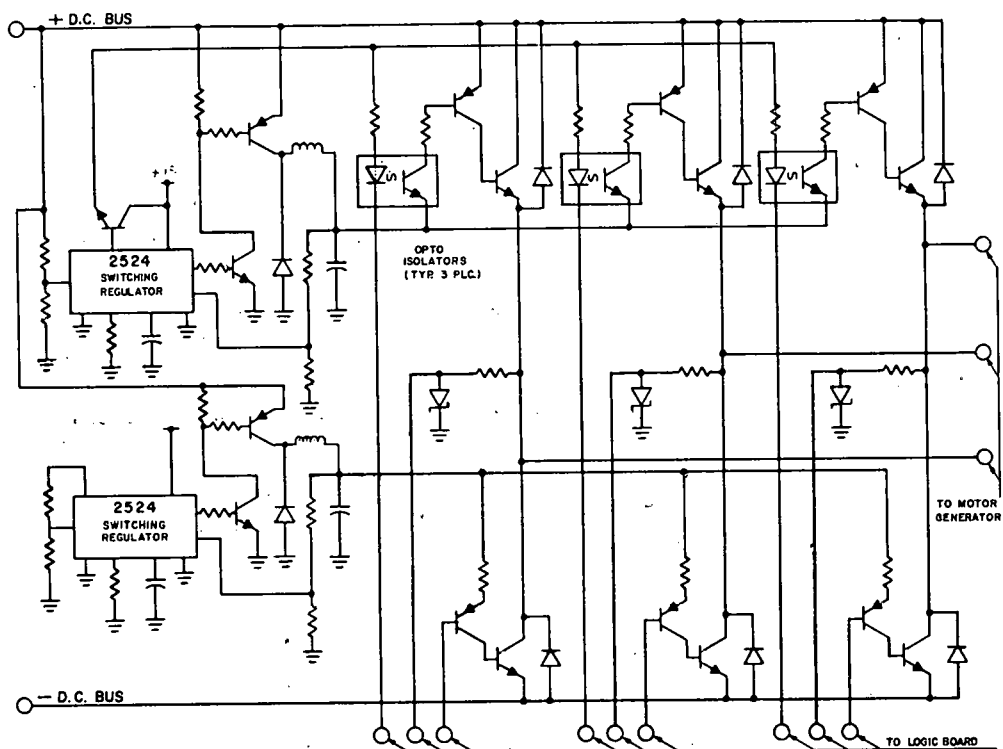 + D.C. BUS
+15
2524
SWITCHING
REGULATOR
S
S
S
OPTO
ISOLATORS
(TYP. 3 PLC.)
2524
SWITCHING
REGULATOR
TO MOTOR
GENERATOR
- D.C. BUS
TO LOGIC BOARD